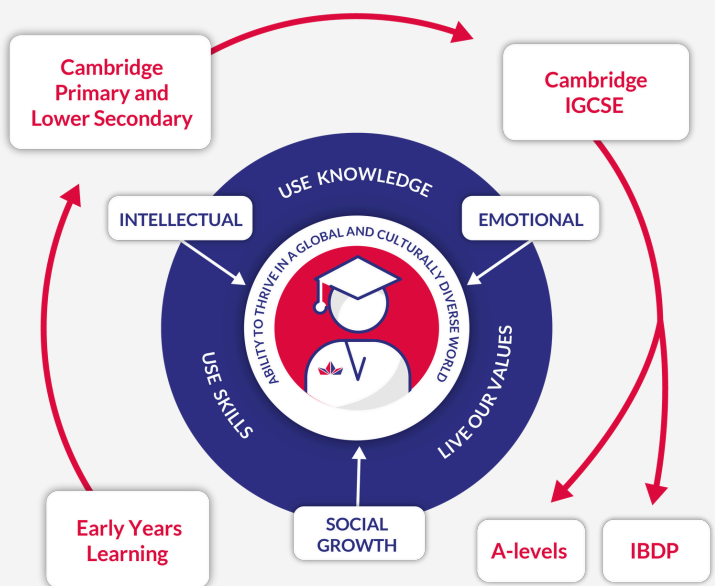 Cambridge
Primary and
Lower Secondary
Cambridge
IGCSE
USE KNOWLEDGE
INTELLECTUAL
EMOTIONAL
ABILITY TO THRIVE IN A GLOBAL AND CULTURALLY DIVERSE WORLD
USE SKILLS
LIVE OUR VALUES
Early Years
Learning
SOCIAL
GROWTH
A-levels
IBDP